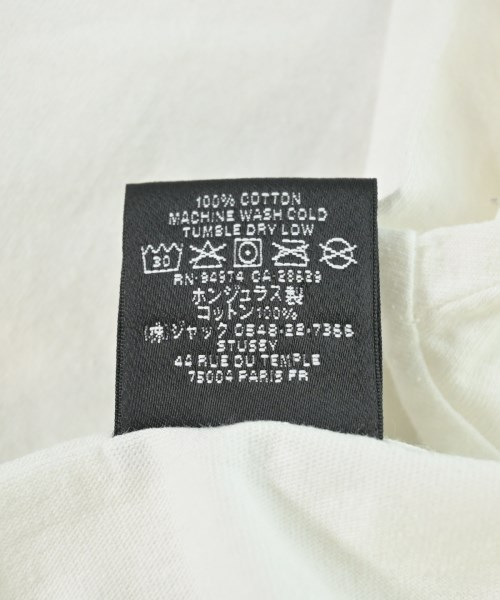 100% COTTON
MACHINE WASH COLD
TUMBLE DRY LOW
30
RN-94974 CA-28629
ホンジュラス製
コットン100%
(株)ジャック 0548-22-7366
STUSSY
44 RUE DU TEMPLE
75004 PARIS FR